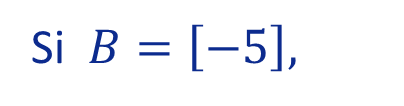 Si B = [−5],